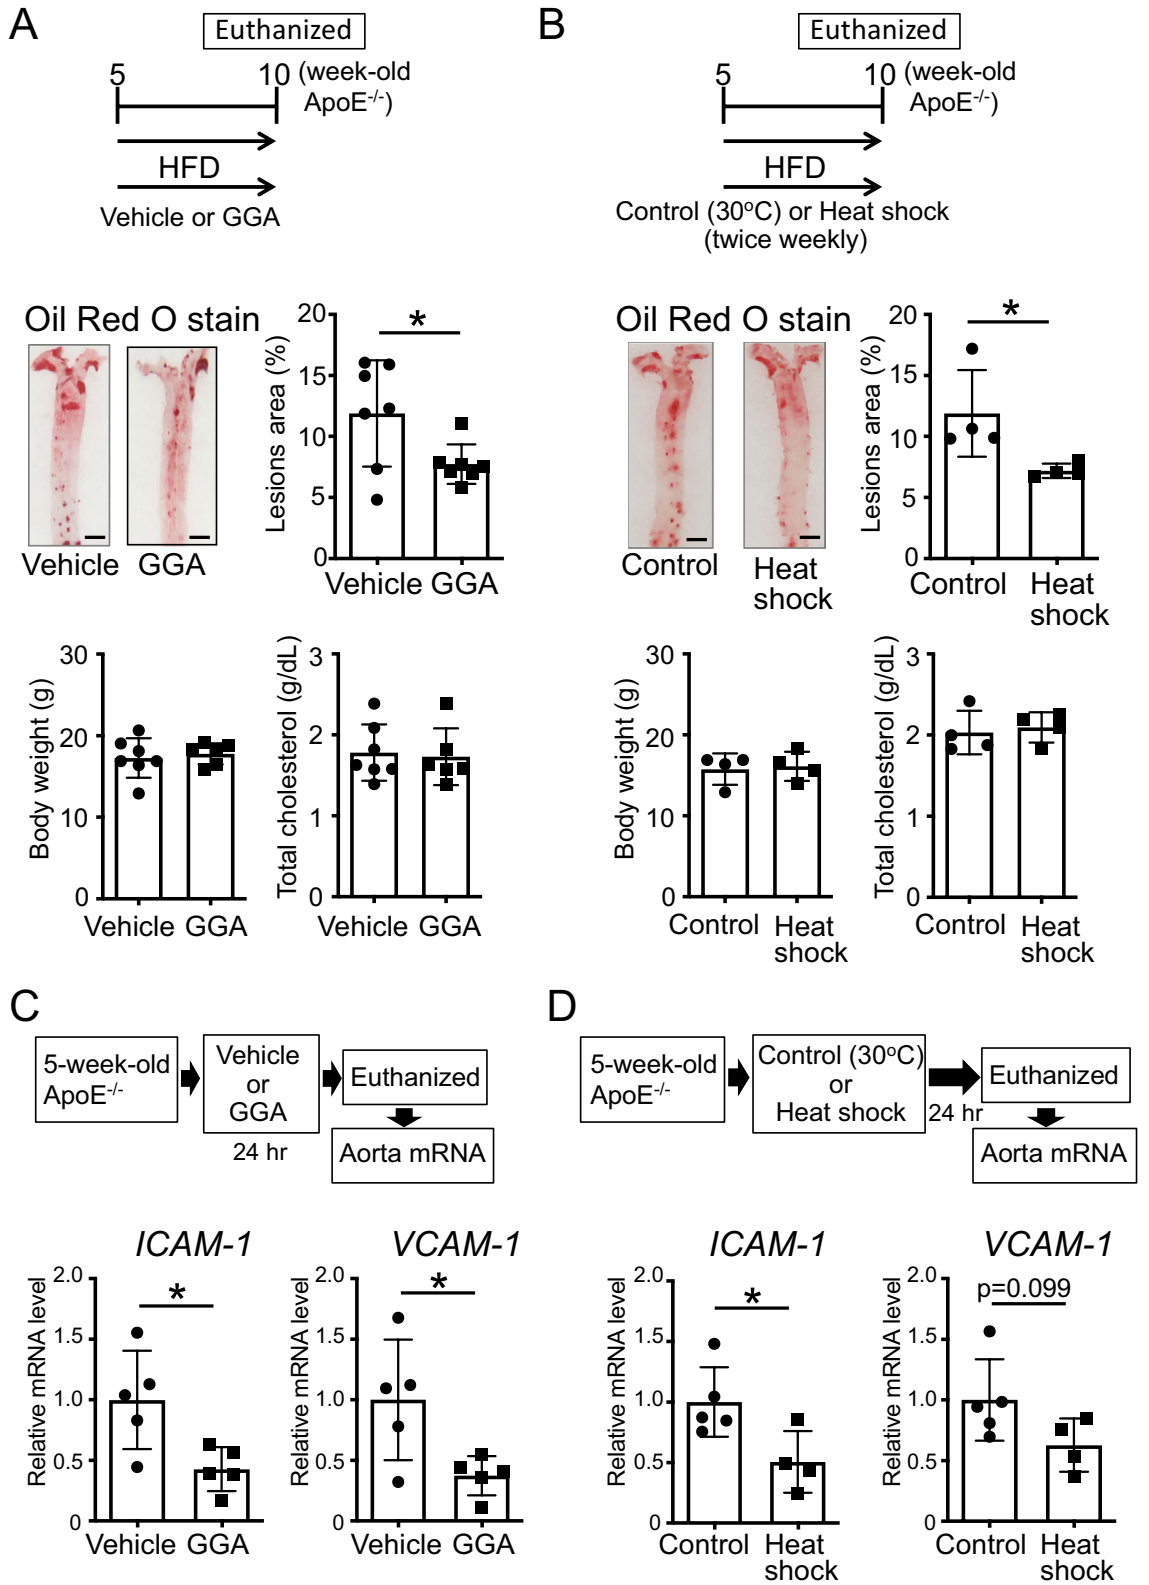 A
Euthanized
5
10 (week-old
ApoE-/-)
HFD
Vehicle or GGA
Oil Red O stain
Vehicle
GGA
Lesions area (%)
20
15
10
5
0
*
Vehicle GGA
Body weight (g)
30
20
10
0
Vehicle GGA
Total cholesterol (g/dL)
3
2
1
0
Vehicle GGA
B
Euthanized
5
10 (week-old
ApoE-/-)
HFD
Control (30oC) or Heat shock
(twice weekly)
Oil Red O stain
Control
Heat
shock
Lesions area (%)
20
15
10
5
0
*
Control
Heat
shock
Body weight (g)
30
20
10
0
Control
Heat
shock
Total cholesterol (g/dL)
3
2
1
0
Control
Heat
shock
C
5-week-old
ApoE-/-
Vehicle
or
GGA
24 hr
Euthanized
Aorta mRNA
ICAM-1
Relative mRNA level
2.0
1.5
1.0
0.5
0
*
Vehicle GGA
VCAM-1
Relative mRNA level
2.0
1.5
1.0
0.5
0
*
Vehicle GGA
D
5-week-old
ApoE-/-
Control (30oC)
or
Heat shock
24 hr
Euthanized
Aorta mRNA
ICAM-1
Relative mRNA level
2.0
1.5
1.0
0.5
0
*
Control
Heat
shock
VCAM-1
Relative mRNA level
2.0
1.5
1.0
0.5
0
p=0.099
Control
Heat
shock